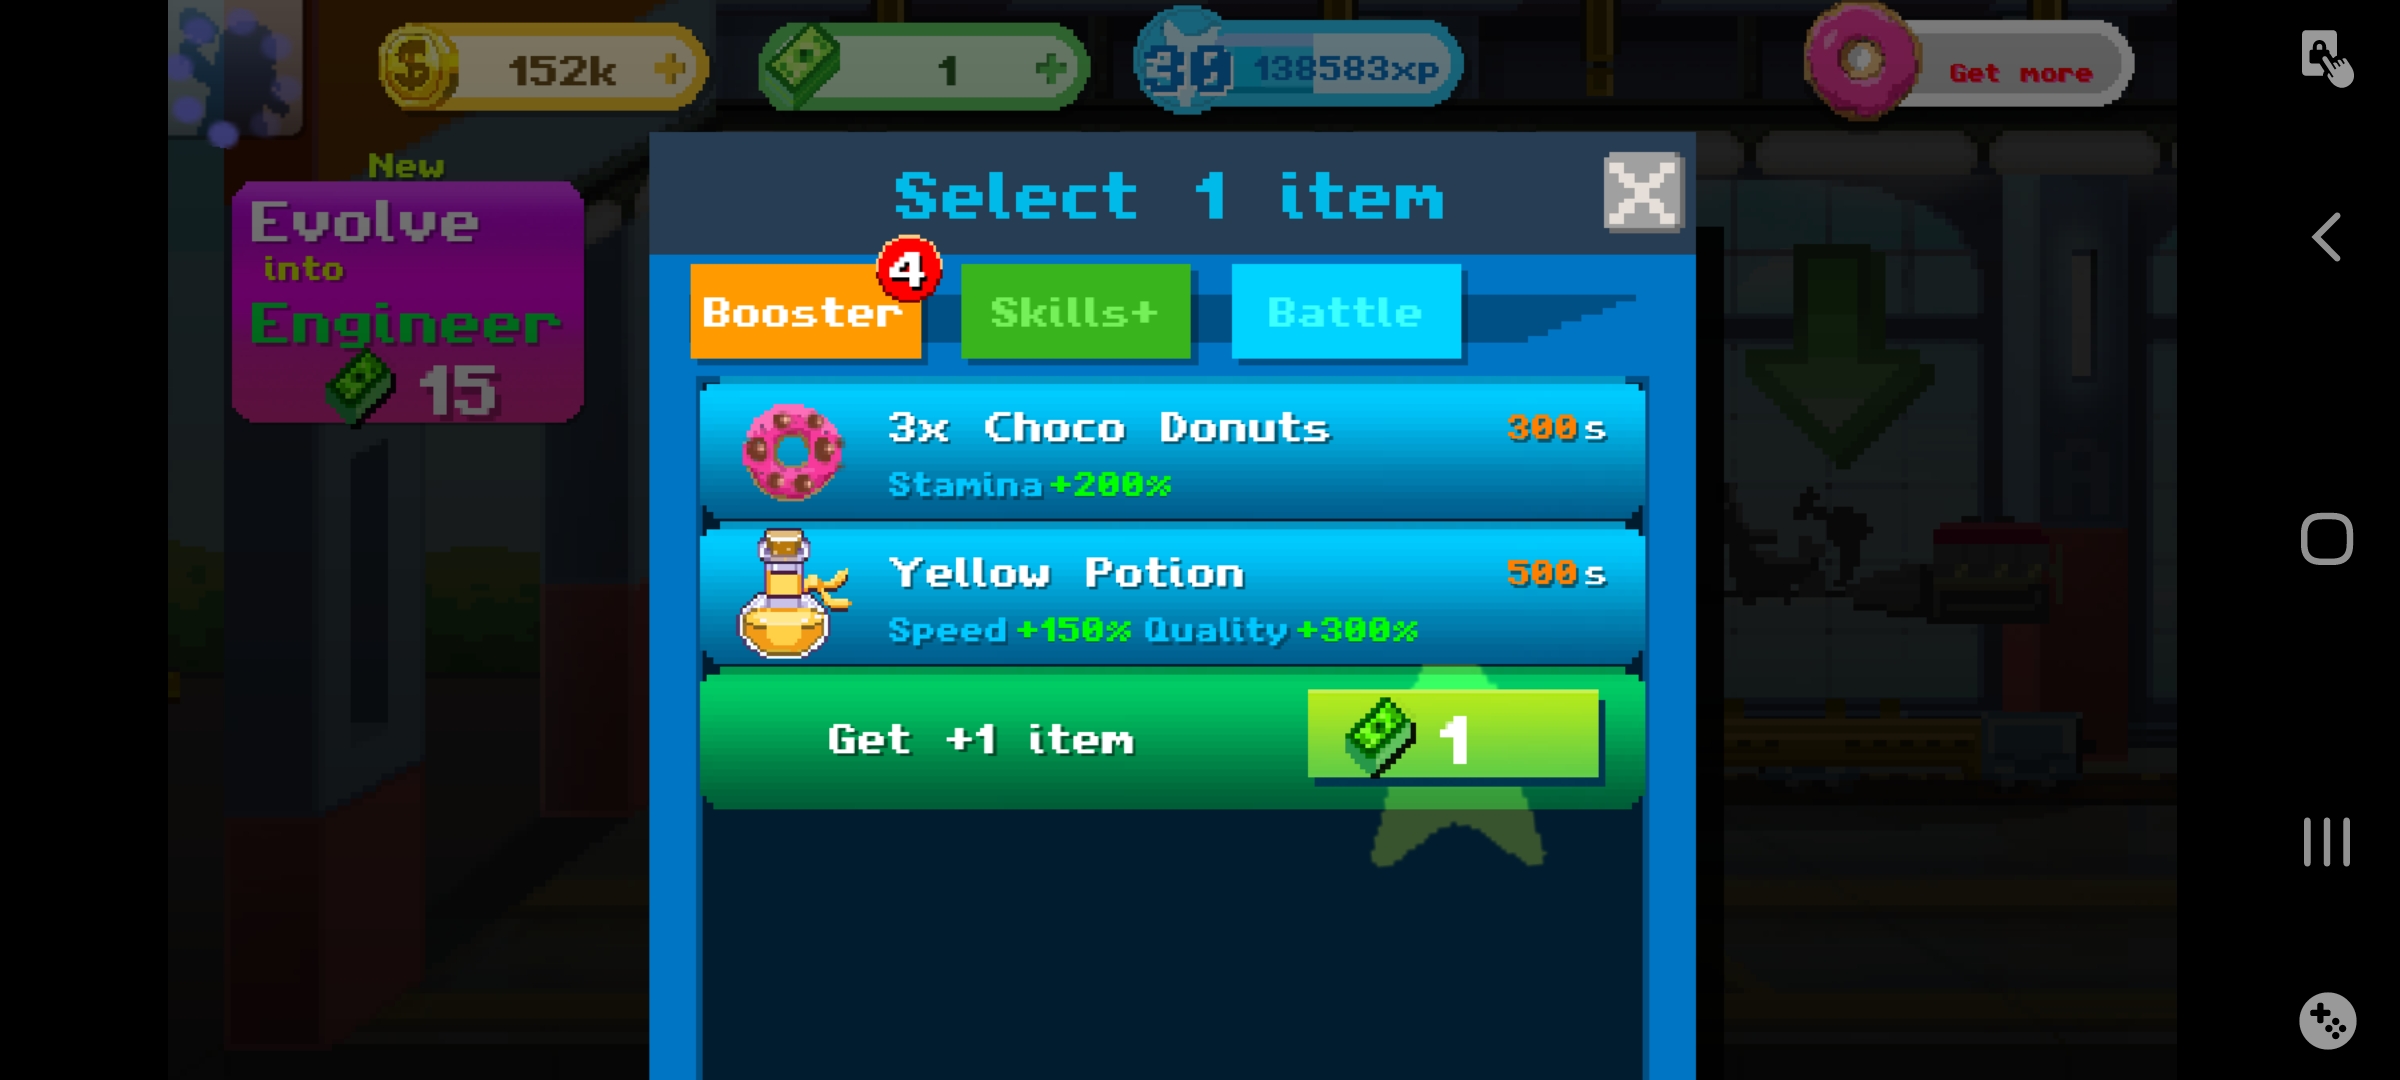 152k
1
30 138583xp
Get more
New
Evolve
into
Engineer
15
Select 1 item
Booster 4
Skills+
Battle
3x Choco Donuts 300s
Stamina +200%
Yellow Potion 500s
Speed +150% Quality +300%
Get +1 item 1